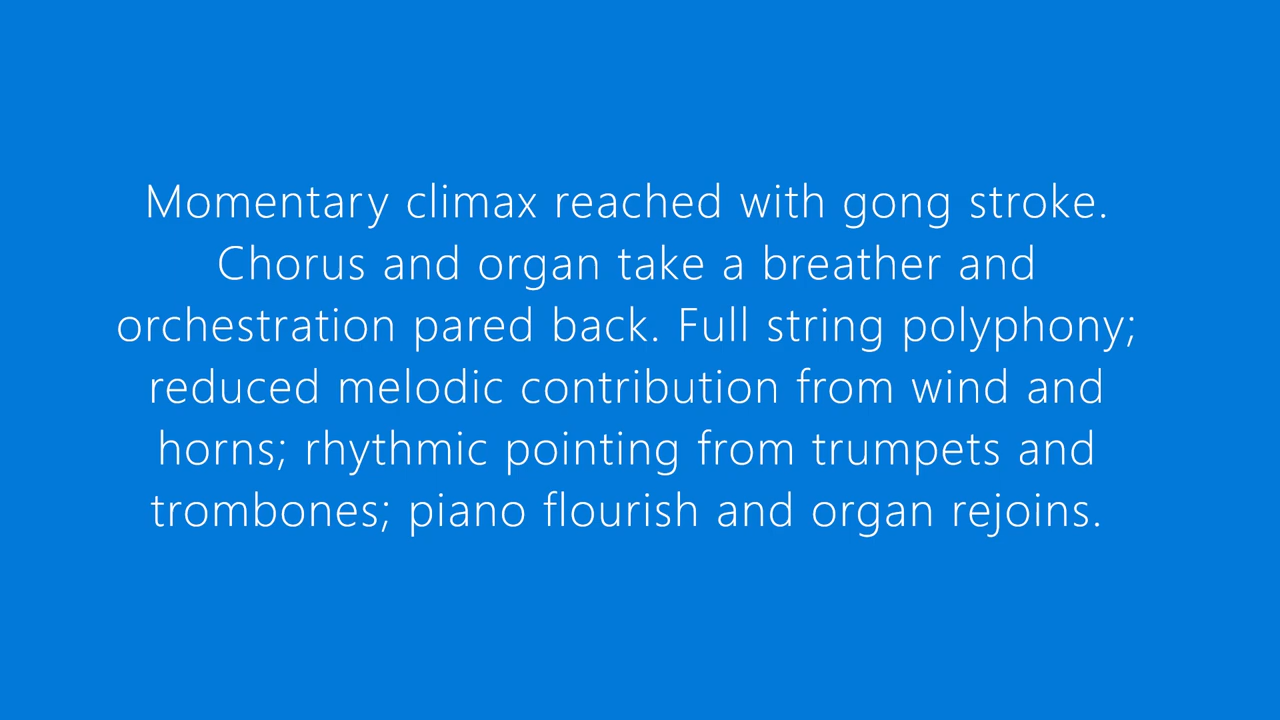 Momentary climax reached with gong stroke.
Chorus and organ take a breather and
orchestration pared back. Full string polyphony;
reduced melodic contribution from wind and
horns; rhythmic pointing from trumpets and
trombones; piano flourish and organ rejoins.